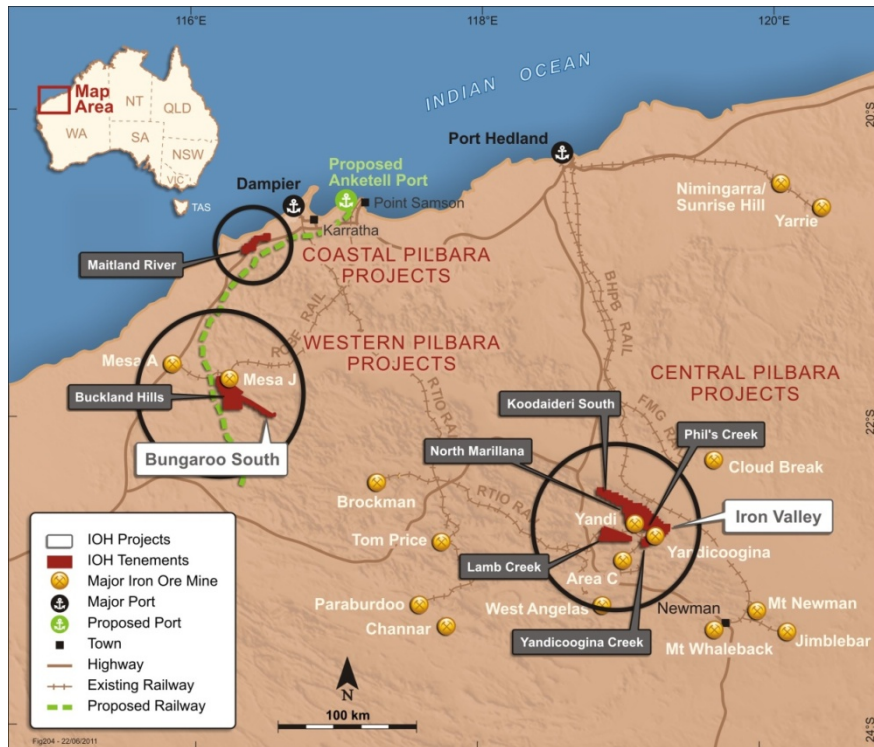 116°E
118°E
120°E
INDIAN OCEAN
Map
Area
NT
QLD
WA
SA
NSW
VIC
TAS
20°S
Port Hedland
Proposed
Anketell Port
Dampier
Point Samson
Karratha
Nimingarra/
Sunrise Hill
Yarrie
Maitland River
COASTAL PILBARA
PROJECTS
BHPB RAIL
ROBE RAIL
WESTERN PILBARA
PROJECTS
Mesa A
Mesa J
Buckland Hills
Bungaroo South
RTIO RAIL
CENTRAL PILBARA
PROJECTS
22°S
Koodaideri South
FMG RAIL
Phil's Creek
North Marillana
Cloud Break
Brockman
RTIO RAIL
Yandi
Iron Valley
Tom Price
Yandicoogina
Lamb Creek
Area C
Paraburdoo
West Angelas
Newman
Mt Newman
Channar
Yandicoogina Creek
Mt Whaleback
Jimblebar
IOH Projects
IOH Tenements
Major Iron Ore Mine
Major Port
Proposed Port
Town
Highway
Existing Railway
Proposed Railway
N
100 km
24°S
Fig204 - 22/06/2011